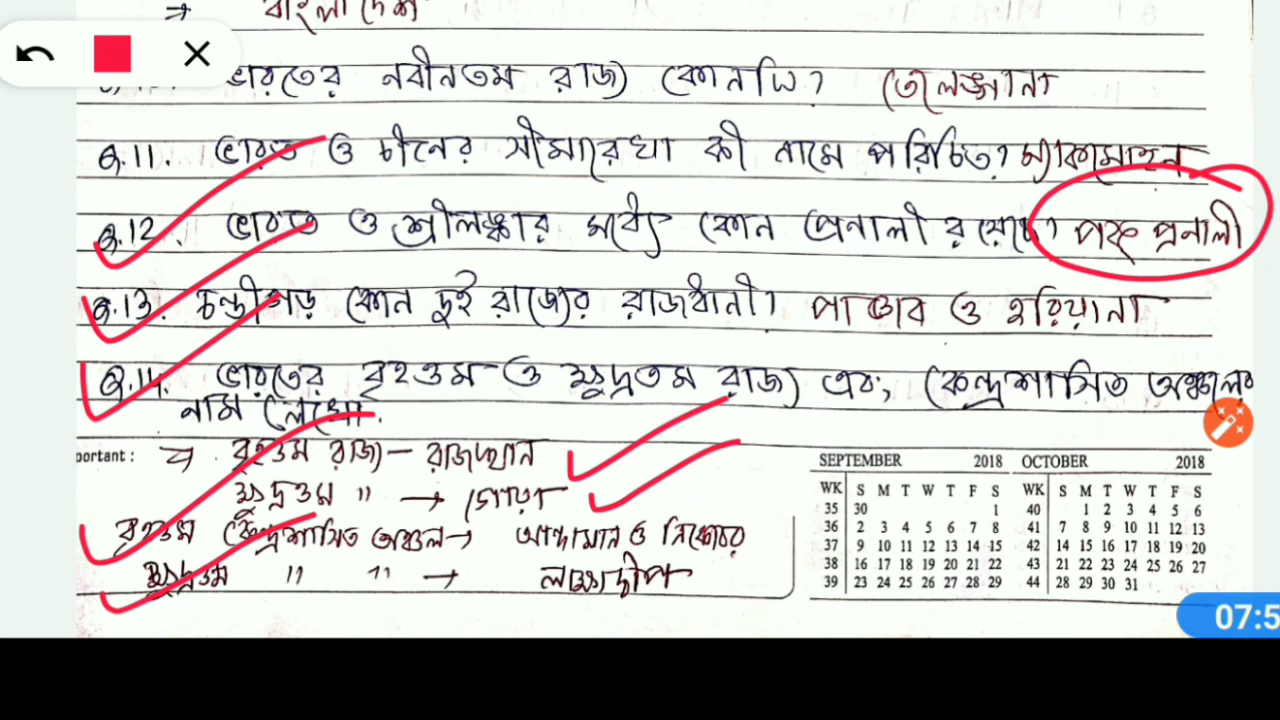 → বাংলাদেশ
ভারতের নবীনতম রাজ্য কোনটি? তেলেঙ্গানা
Q.11. ভারত ও চীনের সীমারেখা কী নামে পরিচিত? ম্যাকমোহন
Q.12. ভারত ও শ্রীলঙ্কার মধ্যে কোন প্রনালী রয়েছে? পক্ প্রনালী
Q.13. চন্ডীগড় কোন দুই রাজ্যের রাজধানী? পাঞ্জাব ও হরিয়ানা
Q.14. ভারতের বৃহত্তম ও ক্ষুদ্রতম রাজ্য এবং কেন্দ্রশাসিত অঞ্চলের
নাম লেখো.
portant : → বৃহত্তম রাজ্য – রাজস্থান
ক্ষুদ্রতম " → গোয়া
বৃহত্তম কেন্দ্রশাসিত অঞ্চল → আন্দামান ও নিকোবর
ক্ষুদ্রতম " " → লাক্ষাদ্বীপ
SEPTEMBER 2018 OCTOBER 2018
WK S M T W T F S WK S M T W T F S
35 30 1 40 1 2 3 4 5 6
36 2 3 4 5 6 7 8 41 7 8 9 10 11 12 13
37 9 10 11 12 13 14 15 42 14 15 16 17 18 19 20
38 16 17 18 19 20 21 22 43 21 22 23 24 25 26 27
39 23 24 25 26 27 28 29 44 28 29 30 31
07:5